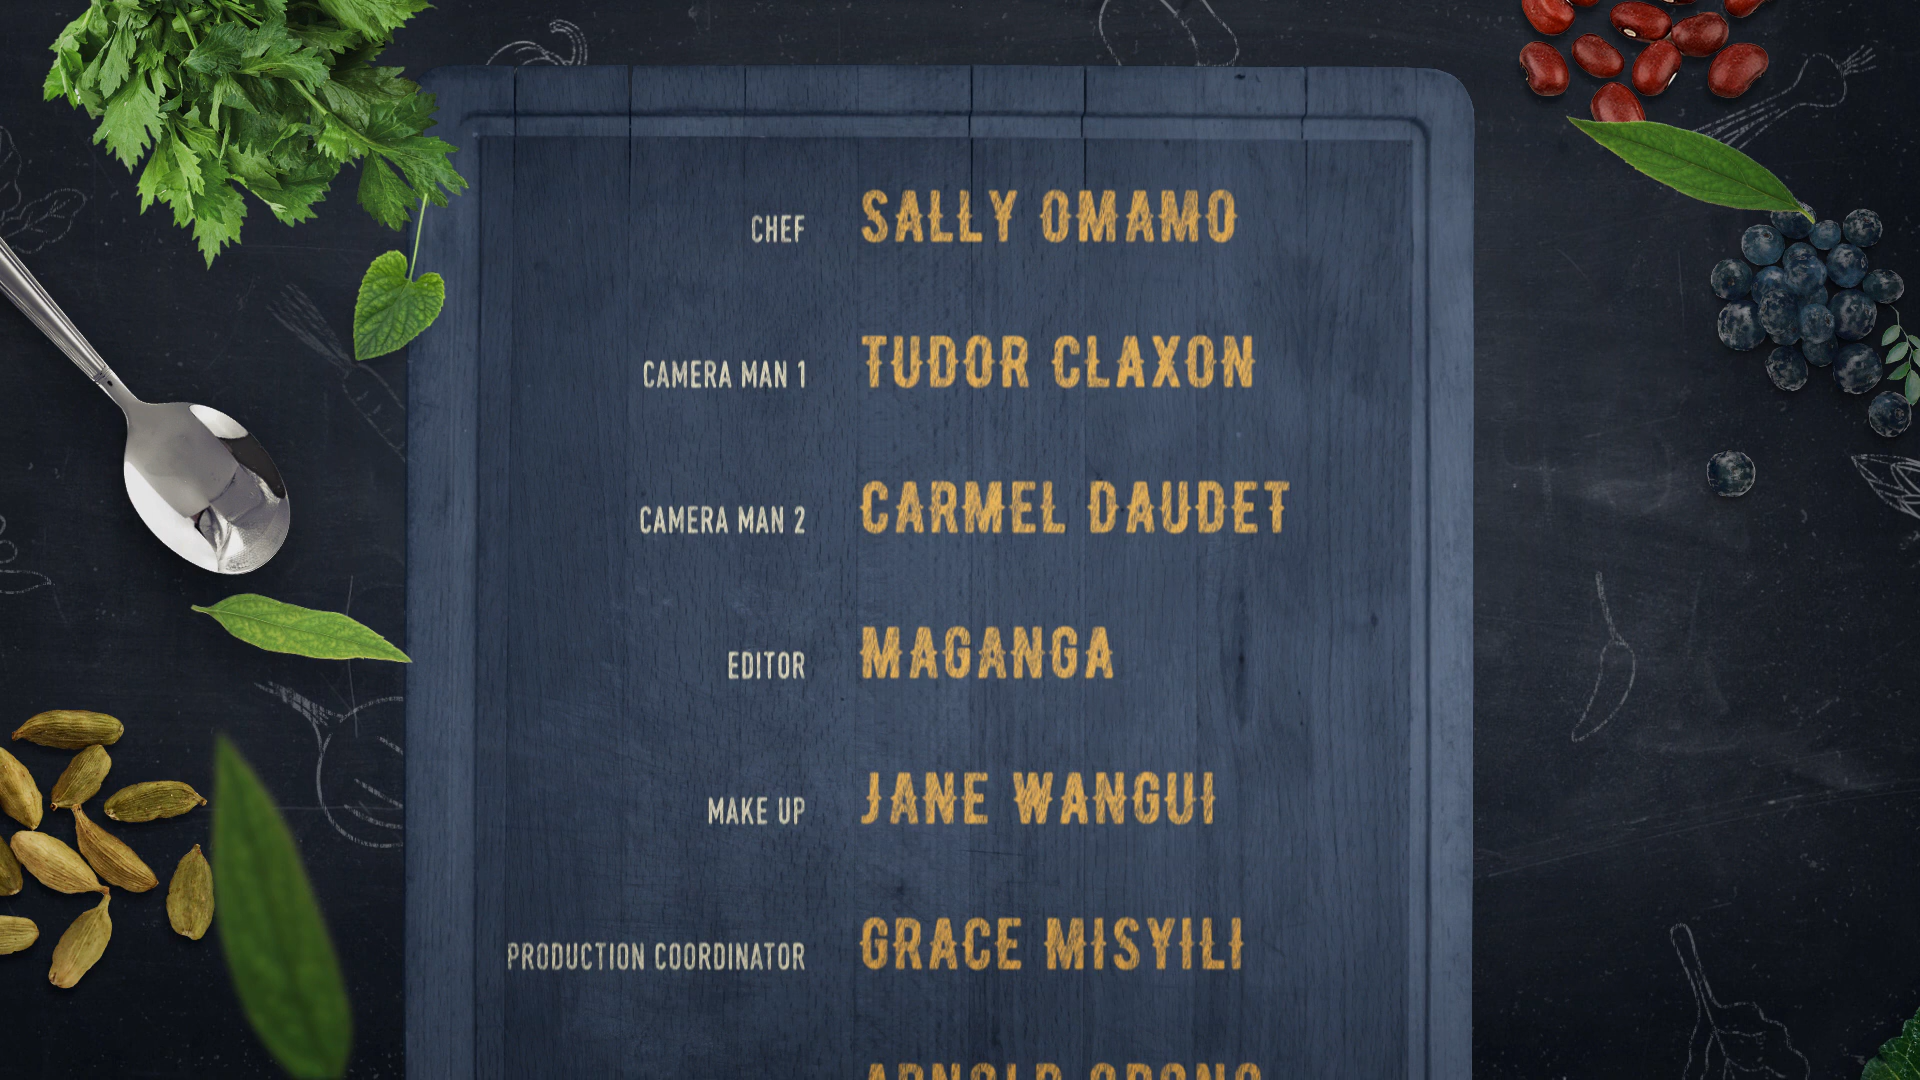 CHEF SALLY OMAMO
CAMERA MAN 1 TUDOR CLAXON
CAMERA MAN 2 CARMEL DAUDET
EDITOR MAGANGA
MAKE UP JANE WANGUI
PRODUCTION COORDINATOR GRACE MISYILI
ARNOLD